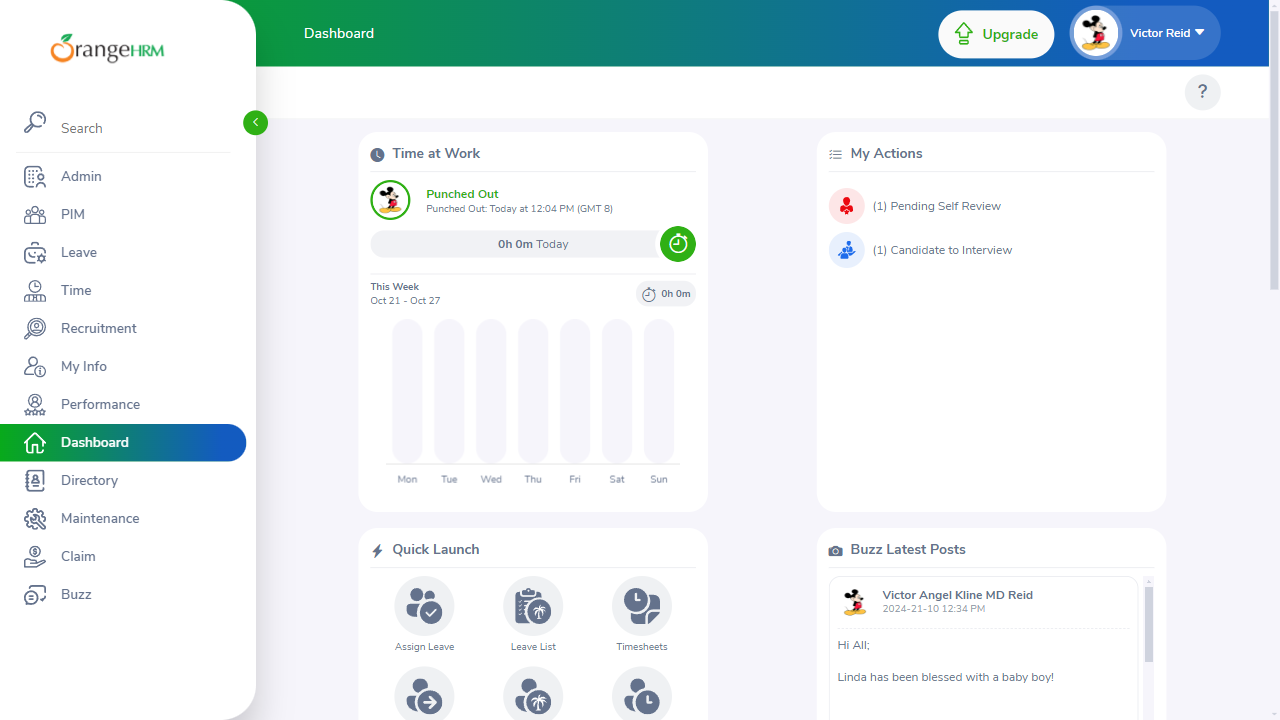 OrangeHRM
Search
Admin
PIM
Leave
Time
Recruitment
My Info
Performance
Dashboard
Directory
Maintenance
Claim
Buzz
Dashboard
Upgrade
Victor Reid
?
Time at Work
Punched Out
Punched Out: Today at 12:04 PM (GMT 8)
0h 0m Today
This Week
Oct 21 - Oct 27
0h 0m
Mon Tue Wed Thu Fri Sat Sun
My Actions
(1) Pending Self Review
(1) Candidate to Interview
Quick Launch
Assign Leave
Leave List
Timesheets
Buzz Latest Posts
Victor Angel Kline MD Reid
2024-21-10 12:34 PM
Hi All;
Linda has been blessed with a baby boy!